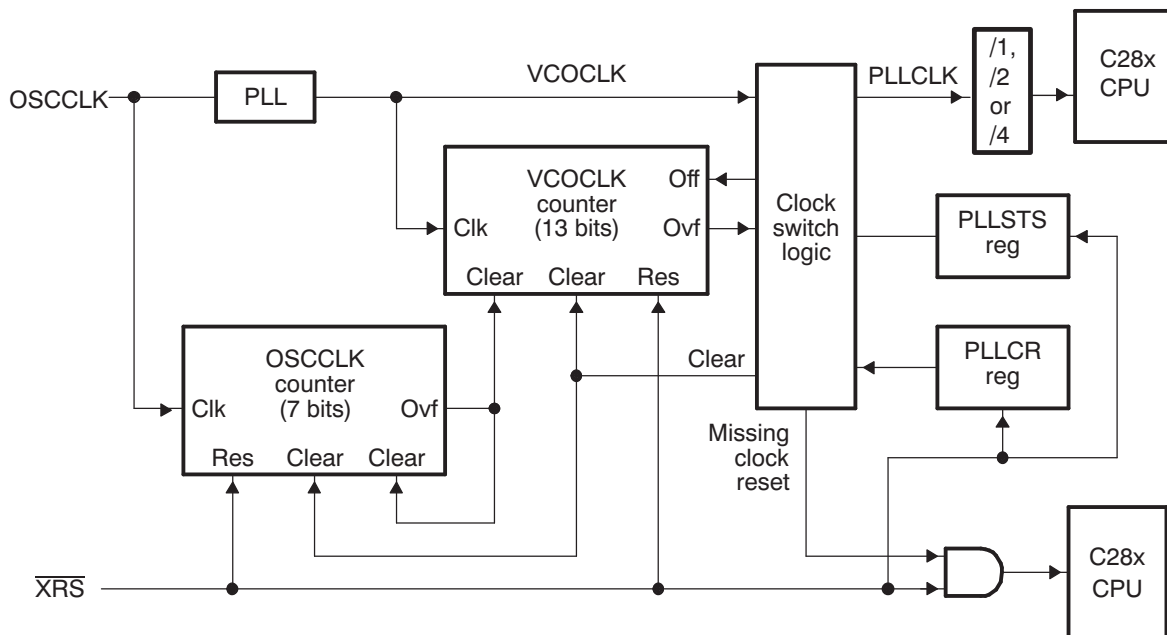 OSCCLK
PLL
VCOCLK
PLLCLK
/1,
/2
or
/4
C28x
CPU
VCOCLK
counter
(13 bits)
Off
Clk
Ovf
Clear
Clear
Res
Clock
switch
logic
PLLSTS
reg
OSCCLK
counter
(7 bits)
Clk
Ovf
Res
Clear
Clear
Clear
PLLCR
reg
Missing
clock
reset
XRS
C28x
CPU